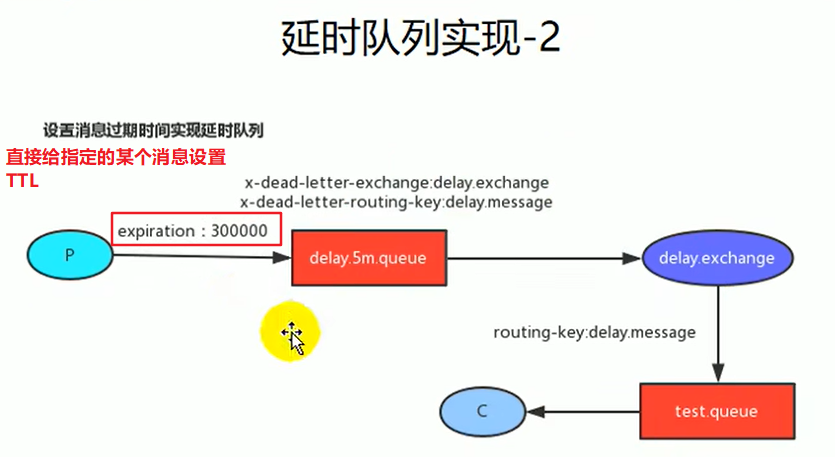 延时队列实现-2
设置消息过期时间实现延时队列
直接给指定的某个消息设置
TTL
x-dead-letter-exchange:delay.exchange
x-dead-letter-routing-key:delay.message
expiration：300000
P
delay.5m.queue
delay.exchange
routing-key:delay.message
C
test.queue